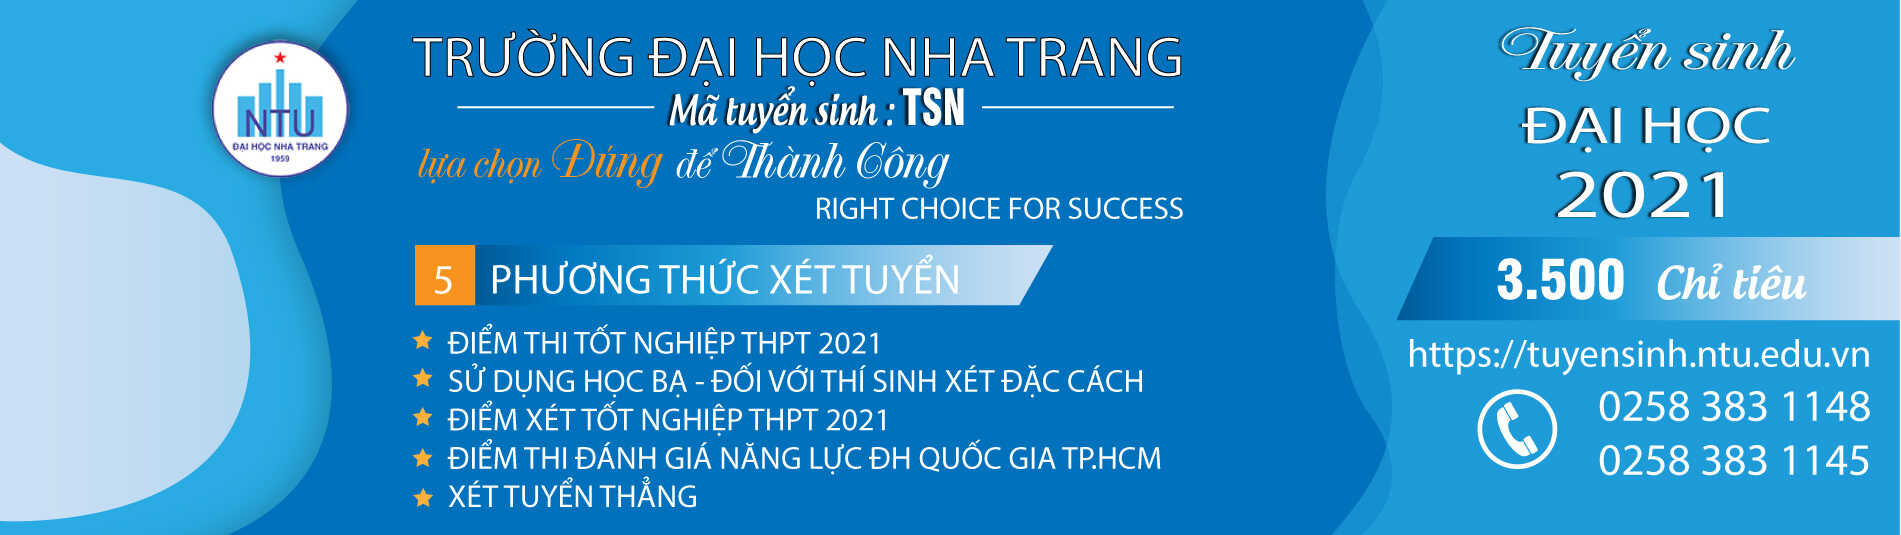 NTU
ĐẠI HỌC NHA TRANG
1959
TRƯỜNG ĐẠI HỌC NHA TRANG
Mã tuyển sinh : TSN
lựa chọn Đúng để Thành Công
RIGHT CHOICE FOR SUCCESS
5 PHƯƠNG THỨC XÉT TUYỂN
ĐIỂM THI TỐT NGHIỆP THPT 2021
SỬ DỤNG HỌC BẠ - ĐỐI VỚI THÍ SINH XÉT ĐẶC CÁCH
ĐIỂM XÉT TỐT NGHIỆP THPT 2021
ĐIỂM THI ĐÁNH GIÁ NĂNG LỰC ĐH QUỐC GIA TP.HCM
XÉT TUYỂN THẲNG
Tuyển sinh
ĐẠI HỌC
2021
3.500 Chỉ tiêu
https://tuyensinh.ntu.edu.vn
0258 383 1148
0258 383 1145